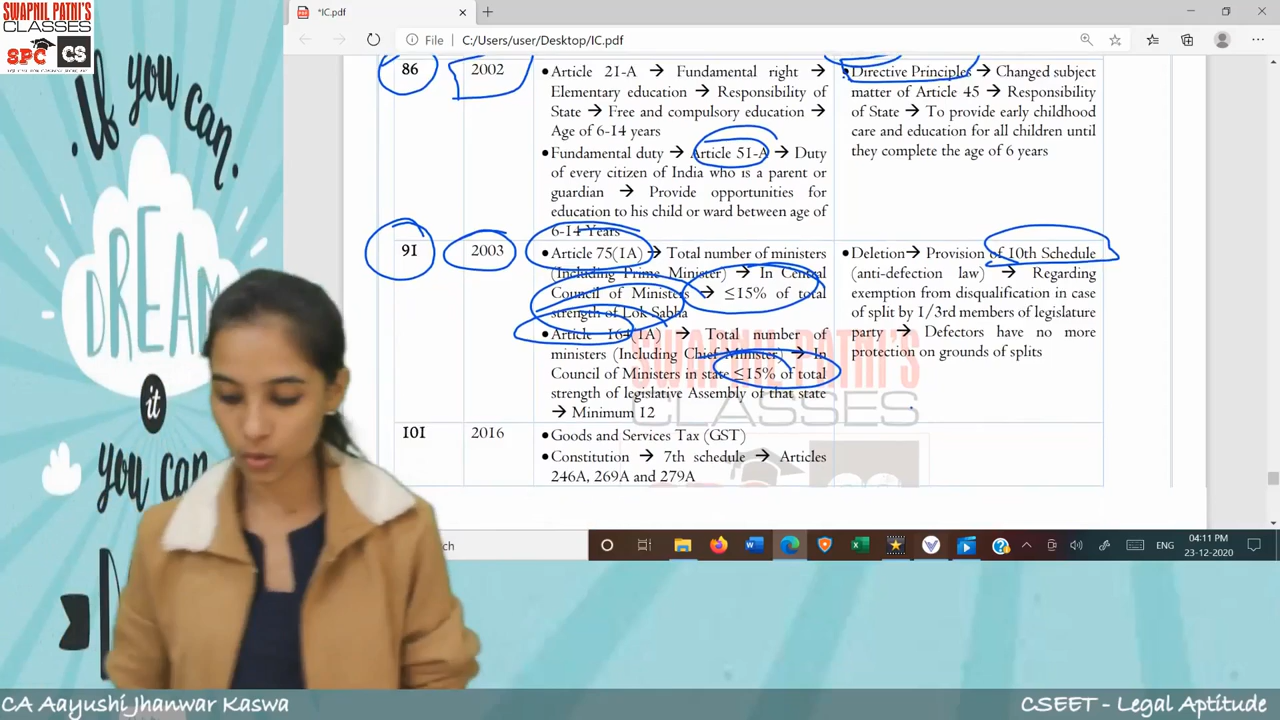 SWAPNIL PATNI'S
CLASSES
SPC CS
If you can
DREAM
it
you can
*IC.pdf
File C:/Users/user/Desktop/IC.pdf
86 2002
•Article 21-A → Fundamental right →
Elementary education → Responsibility
of State → Free and compulsory education →
Age of 6-14 years
•Fundamental duty → Article 51-A → Duty
of every citizen of India who is a parent or
guardian → Provide opportunities for
education to his child or ward between age of
6-14 Years
•Directive Principles → Changed subject
matter of Article 45 → Responsibility
of State → To provide early childhood
care and education for all children until
they complete the age of 6 years
91 2003
•Article 75(1A) → Total number of ministers
(Including Prime Minister) → In Central
Council of Ministers → ≤15% of total
strength of Lok Sabha
•Article 164(1A) → Total number of
ministers (Including Chief Minister) → In
Council of Ministers in state ≤15% of total
strength of legislative Assembly of that state
→ Minimum 12
•Deletion→ Provision of 10th Schedule
(anti-defection law) → Regarding
exemption from disqualification in case
of split by 1/3rd members of legislature
party → Defectors have no more
protection on grounds of splits
SWAPNIL PATNI'S
CLASSES
101 2016
•Goods and Services Tax (GST)
•Constitution → 7th schedule → Articles
246A, 269A and 279A
ch
ENG
04:11 PM
23-12-2020
CA Aayushi Jhanwar Kaswa
CSEET - Legal Aptitude